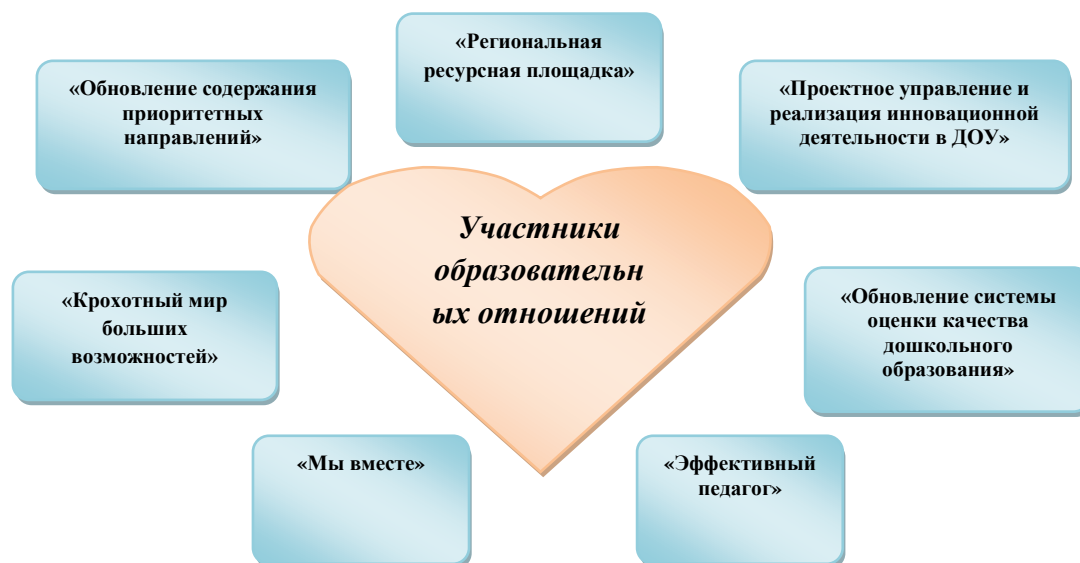 «Региональная
ресурсная площадка»
«Обновление содержания
приоритетных
направлений»
«Проектное управление и
реализация инновационной
деятельности в ДОУ»
Участники
образовательн
ых отношений
«Крохотный мир
больших
возможностей»
«Обновление системы
оценки качества
дошкольного
образования»
«Мы вместе»
«Эффективный
педагог»